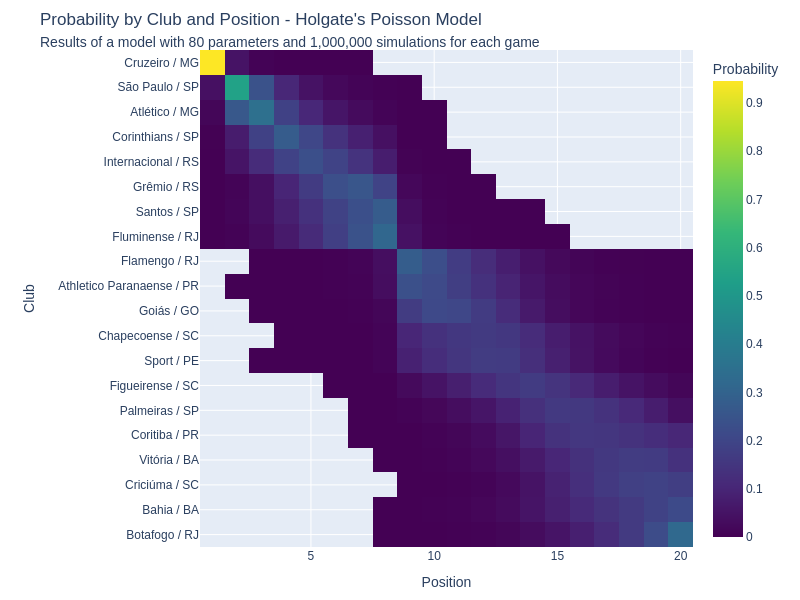 Probability by Club and Position - Holgate's Poisson Model
Results of a model with 80 parameters and 1,000,000 simulations for each game
Probability
Cruzeiro / MG
São Paulo / SP
Atlético / MG
Corinthians / SP
Internacional / RS
Grêmio / RS
Santos / SP
Fluminense / RJ
Flamengo / RJ
Athletico Paranaense / PR
Goiás / GO
Chapecoense / SC
Sport / PE
Figueirense / SC
Palmeiras / SP
Coritiba / PR
Vitória / BA
Criciúma / SC
Bahia / BA
Botafogo / RJ
Club
5
10
15
20
Position
0.9
0.8
0.7
0.6
0.5
0.4
0.3
0.2
0.1
0